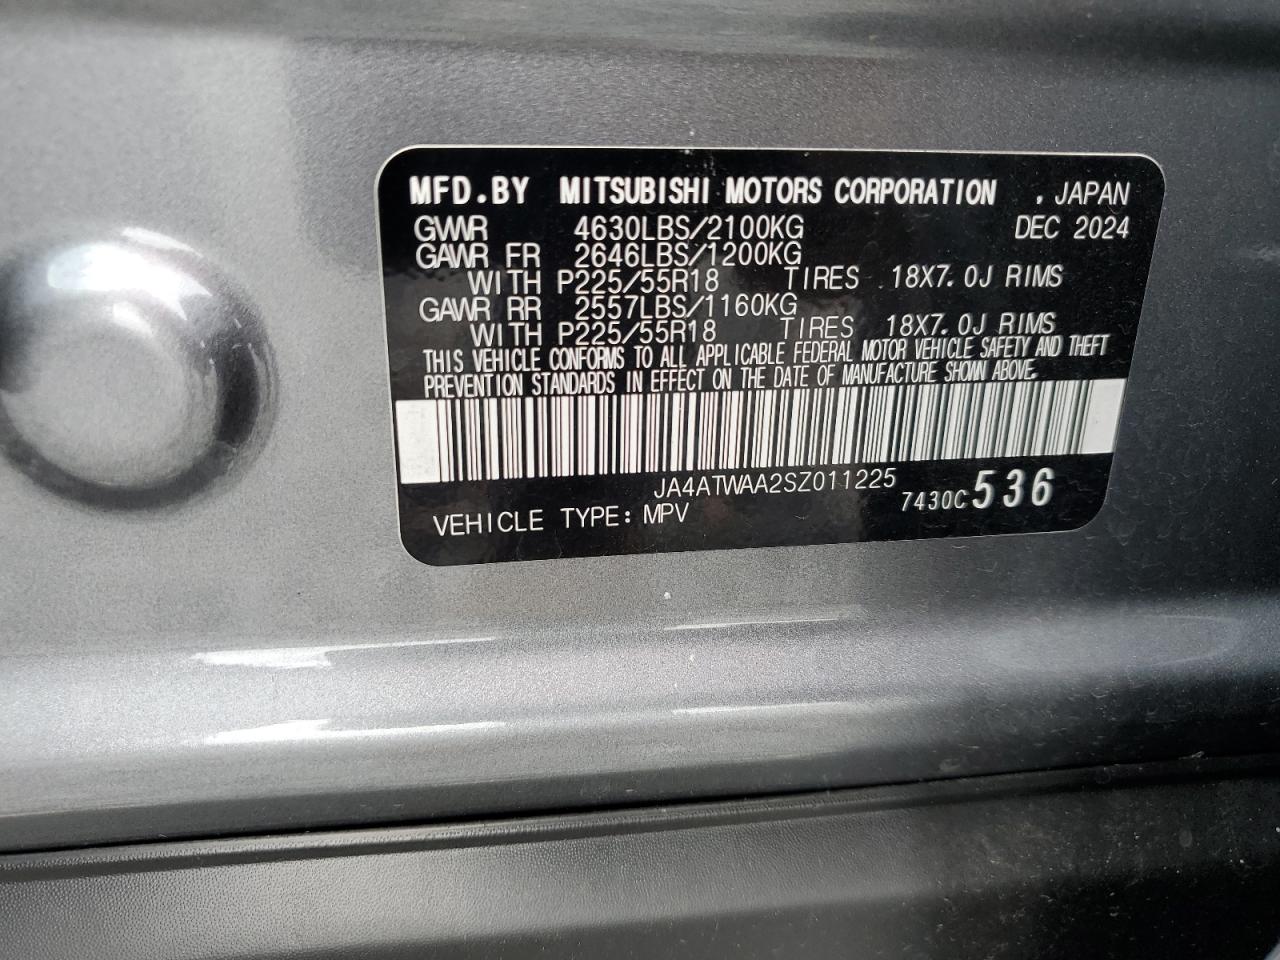 MFD.BY MITSUBISHI MOTORS CORPORATION , JAPAN
GVWR 4630LBS/2100KG DEC 2024
GAWR FR 2646LBS/1200KG
WITH P225/55R18 TIRES 18X7.0J RIMS
GAWR RR 2557LBS/1160KG
WITH P225/55R18 TIRES 18X7.0J RIMS
THIS VEHICLE CONFORMS TO ALL APPLICABLE FEDERAL MOTOR VEHICLE SAFETY AND THEFT
PREVENTION STANDARDS IN EFFECT ON THE DATE OF MANUFACTURE SHOWN ABOVE.
JA4ATWAA2SZ011225
7430C 536
VEHICLE TYPE: MPV